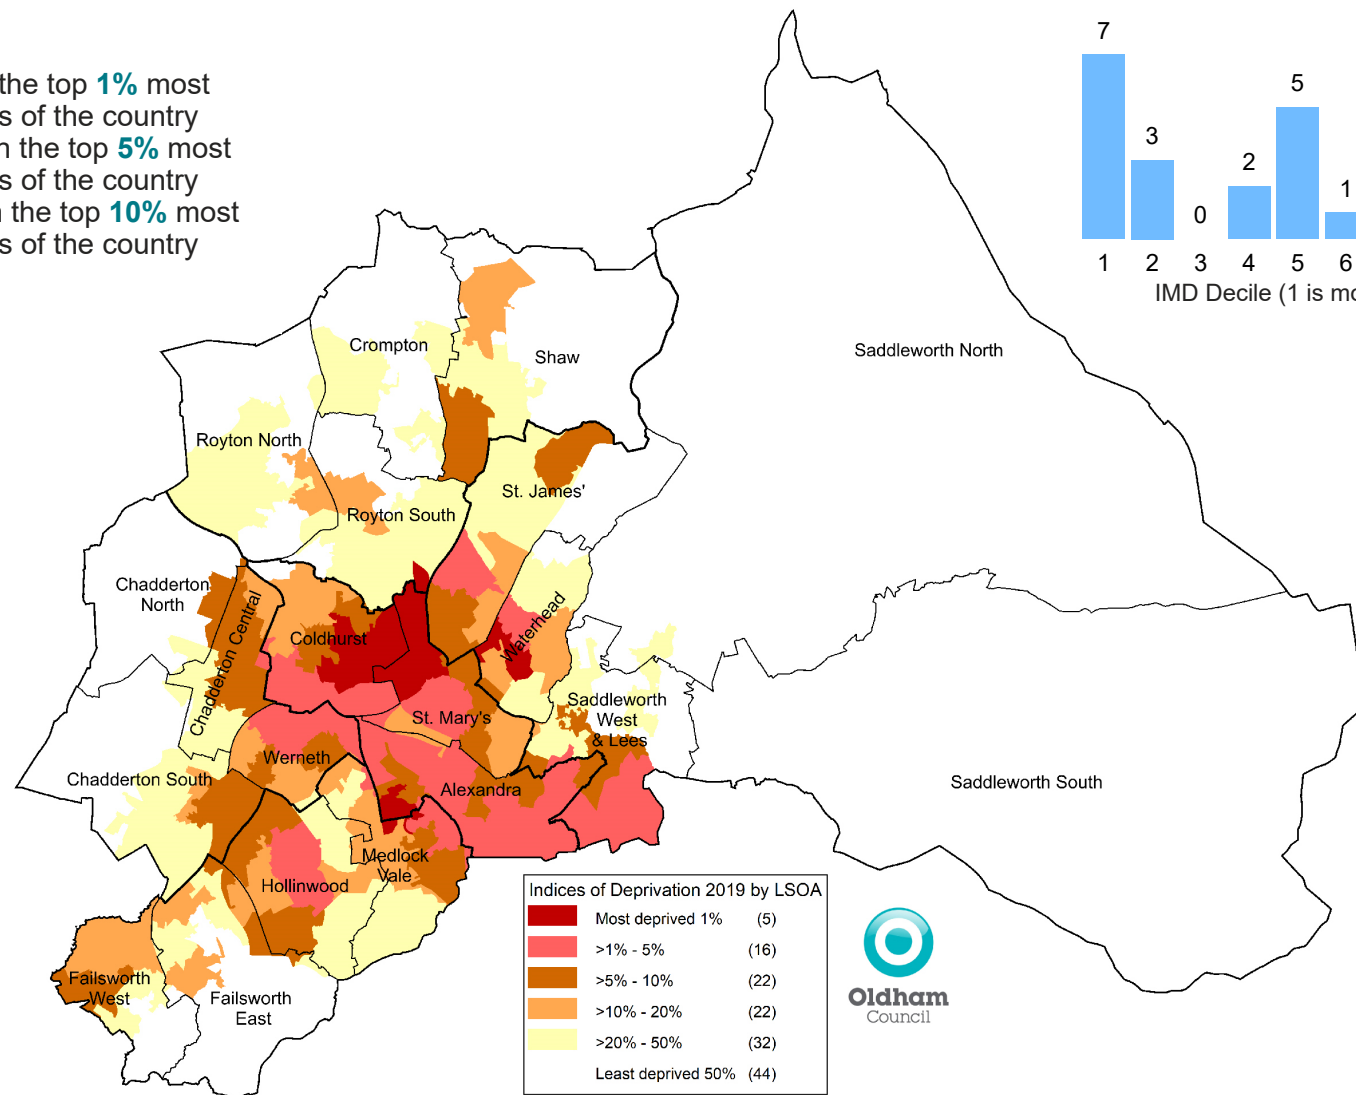 the top 1% most
s of the country
n the top 5% most
s of the country
n the top 10% most
s of the country
7
3
0
2
5
1
1 2 3 4 5 6
IMD Decile (1 is mo
Saddleworth North
Crompton
Shaw
Royton North
St. James'
Royton South
Chadderton
North
Chadderton Central
Coldhurst
Waterhead
Saddleworth
West
& Lees
St. Mary's
Werneth
Chadderton South
Alexandra
Saddleworth South
Medlock
Vale
Hollinwood
Failsworth
West
Failsworth
East
Indices of Deprivation 2019 by LSOA
Most deprived 1% (5)
>1% - 5% (16)
>5% - 10% (22)
>10% - 20% (22)
>20% - 50% (32)
Least deprived 50% (44)
Oldham
Council